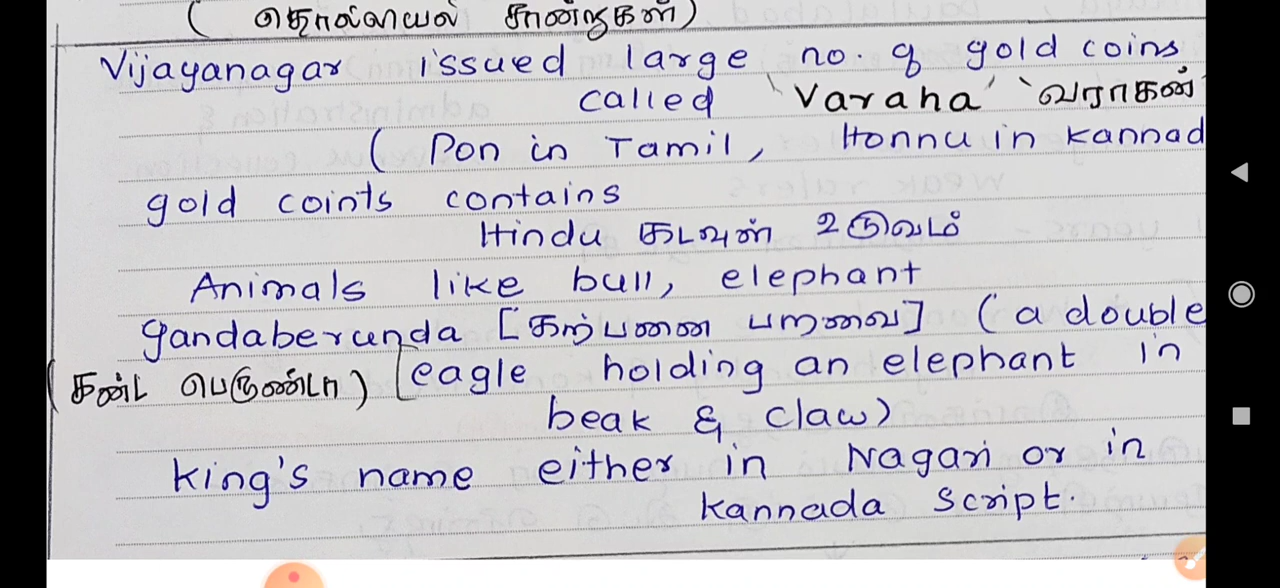 ( தொல்லியல் சான்றுகள்)
Vijayanagar issued large no. of gold coins
called 'Varaha' 'வராகன்'
( Pon in Tamil, Honnu in kannad
gold coints contains
Hindu கடவுள் உருவம்
Animals like bull, elephant
gandaberunda [கற்பனை பறவை] (a double
(கண்ட பெருண்டா) [eagle holding an elephant in
beak & claw)
King's name either in Nagari or in
kannada script.